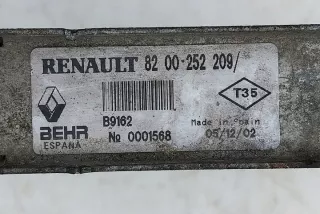 RENAULT 82 00-252 209/
T35
BEHR
ESPAÑA
B9162
№ 0001568
Made in Spain
05/12/02